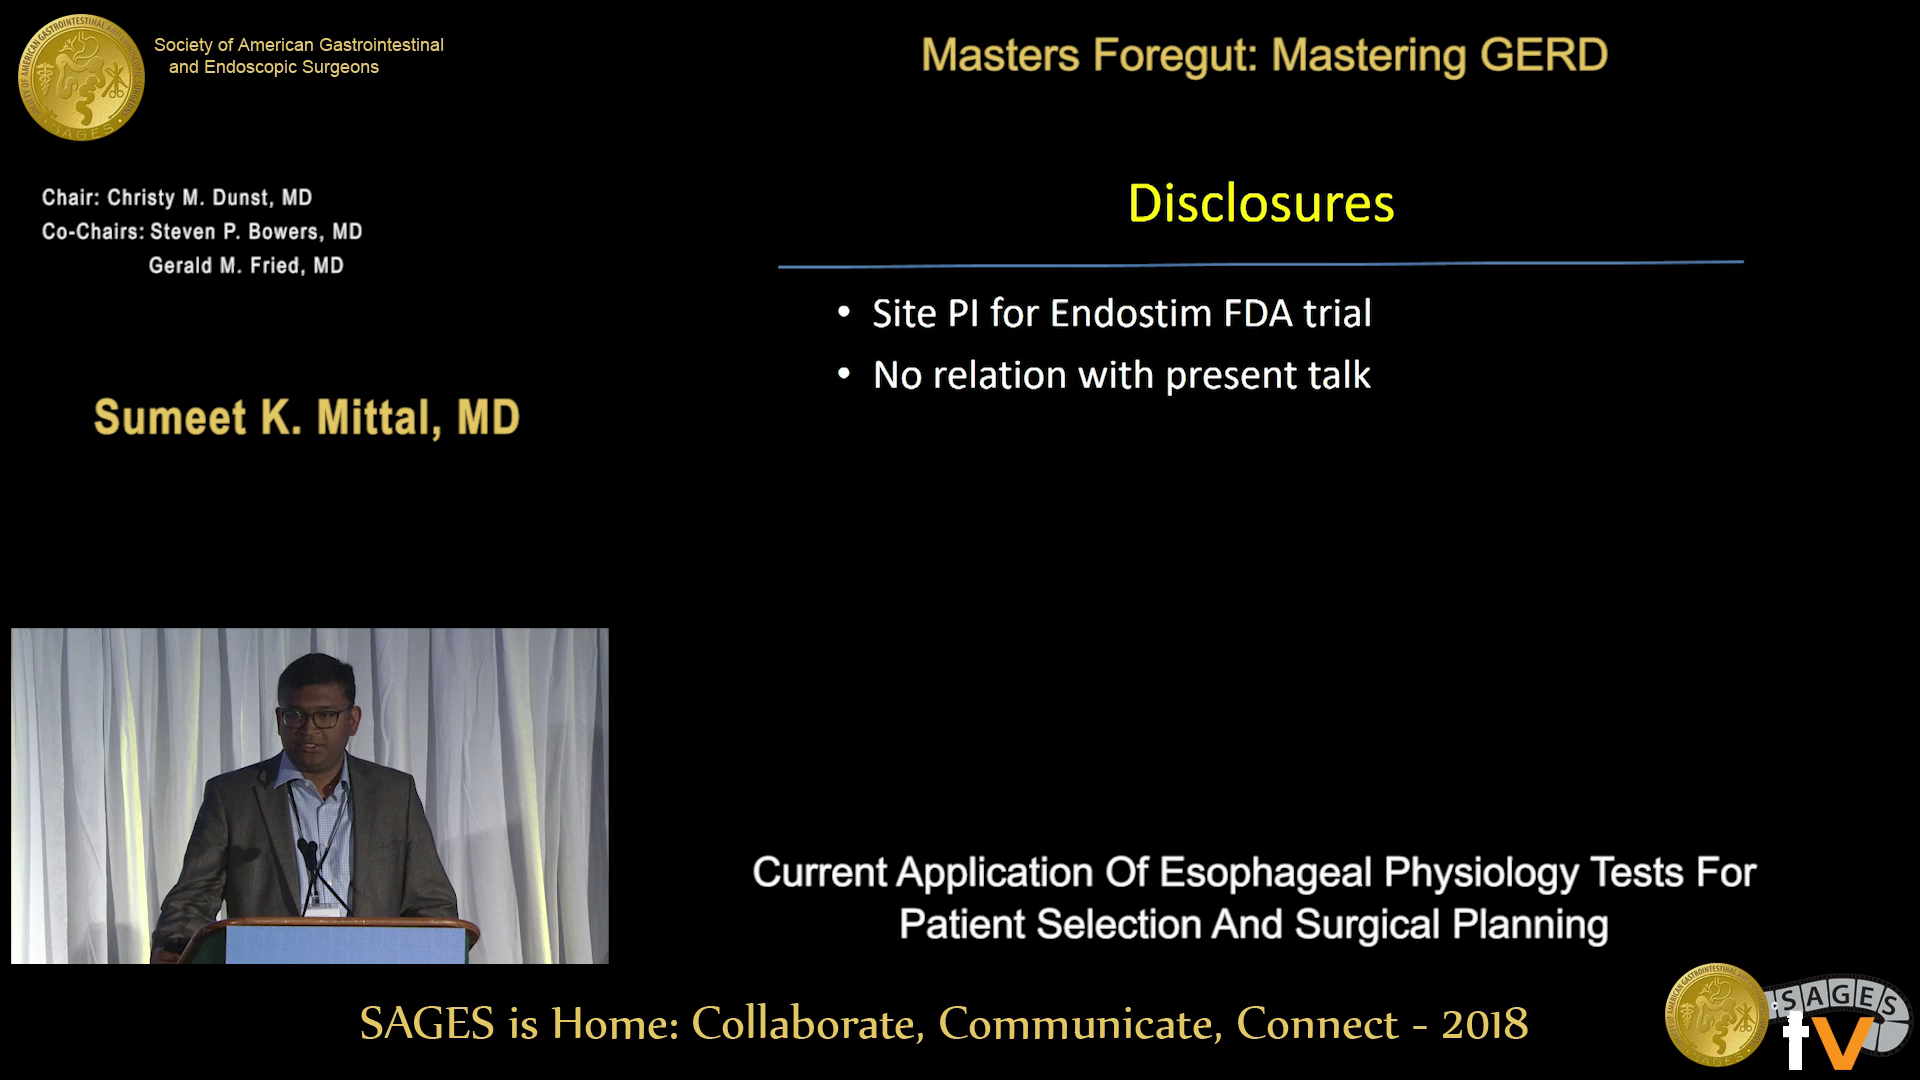 Society of American Gastrointestinal
and Endoscopic Surgeons
Masters Foregut: Mastering GERD
Chair: Christy M. Dunst, MD
Co-Chairs: Steven P. Bowers, MD
Gerald M. Fried, MD
Sumeet K. Mittal, MD
Disclosures
• Site PI for Endostim FDA trial
• No relation with present talk
Current Application Of Esophageal Physiology Tests For
Patient Selection And Surgical Planning
SAGES is Home: Collaborate, Communicate, Connect - 2018
SAGES
tv